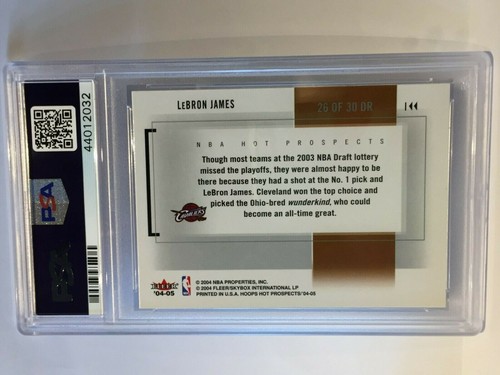 LEBRON JAMES
26 OF 30 DR
NBA HOT PROSPECTS
Though most teams at the 2003 NBA Draft lottery
missed the playoffs, they were almost happy to
be there because they had a shot at the No. 1 pick and
LeBron James. Cleveland won the top choice and
picked the Ohio-bred wunderkind, who could
become an all-time great.
CAVALIERS
FLEER
'04-05
NBA
© 2004 NBA PROPERTIES, INC.
© 2004 FLEER/SKYBOX INTERNATIONAL LP
PRINTED IN U.S.A. HOOPS HOT PROSPECTS '04-05
PSA
44012032